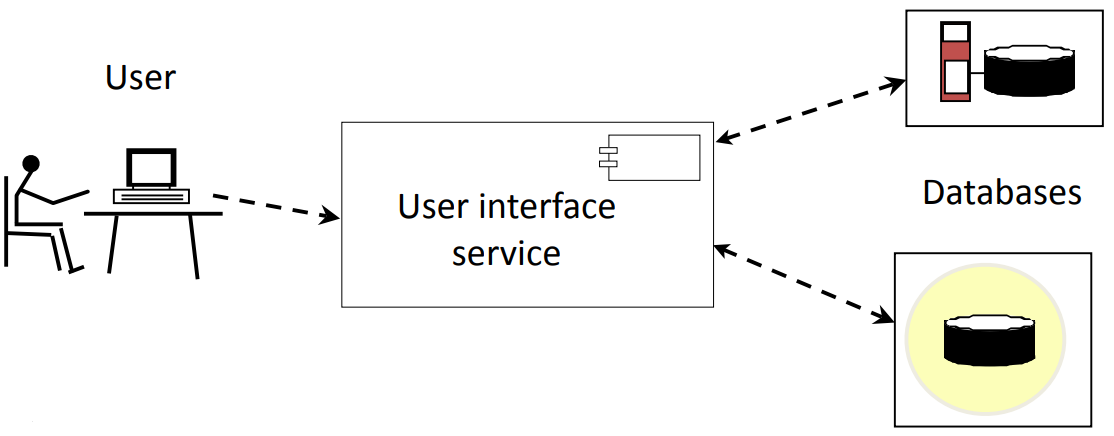 User
User interface
service
Databases